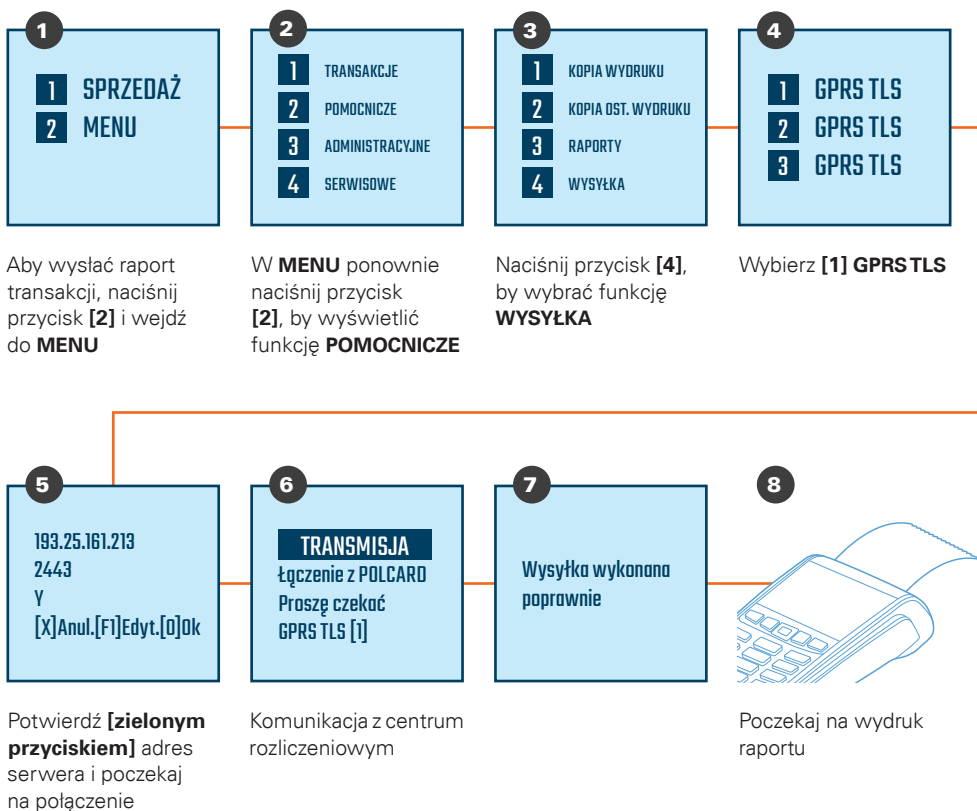 1
1 SPRZEDAŻ
2 MENU
Aby wysłać raport
transakcji, naciśnij
przycisk [2] i wejdź
do MENU
2
1 TRANSAKCJE
2 POMOCNICZE
3 ADMINISTRACYJNE
4 SERWISOWE
W MENU ponownie
naciśnij przycisk
[2], by wyświetlić
funkcję POMOCNICZE
3
1 KOPIA WYDRUKU
2 KOPIA OST. WYDRUKU
3 RAPORTY
4 WYSYŁKA
Naciśnij przycisk [4],
by wybrać funkcję
WYSYŁKA
4
1 GPRS TLS
2 GPRS TLS
3 GPRS TLS
Wybierz [1] GPRS TLS
5
193.25.161.213
2443
Y
[X]Anul.[F1]Edyt.[O]Ok
Potwierdź [zielonym
przyciskiem] adres
serwera i poczekaj
na połączenie
6
TRANSMISJA
Łączenie z POLCARD
Proszę czekać
GPRS TLS [1]
Komunikacja z centrum
rozliczeniowym
7
Wysyłka wykonana
poprawnie
8
Poczekaj na wydruk
raportu